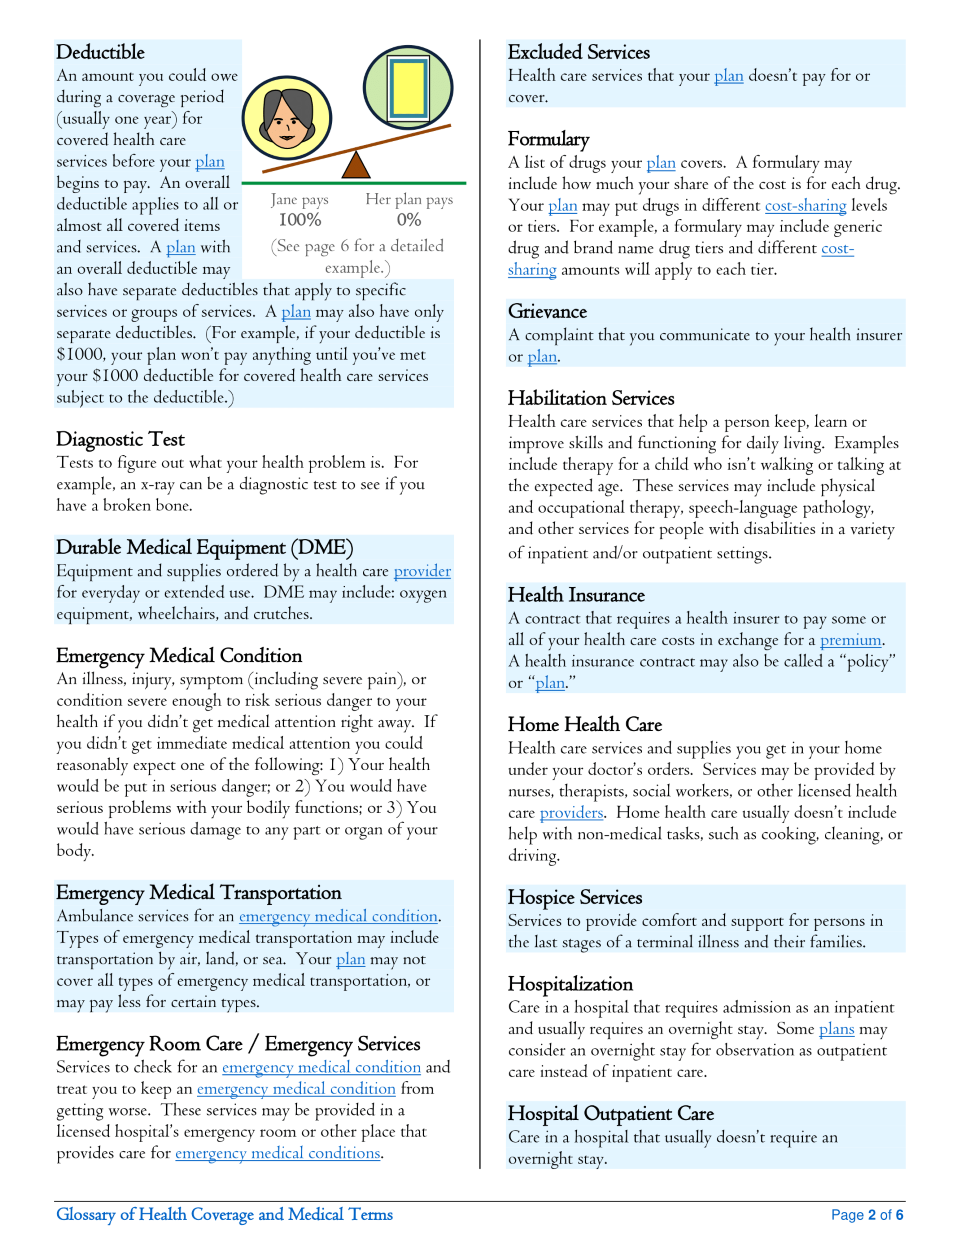 Deductible
An amount you could owe
during a coverage period
(usually one year) for
covered health care
services before your plan
begins to pay.  An overall
deductible applies to all or
almost all covered items
and services.  A plan with
an overall deductible may
also have separate deductibles that apply to specific
services or groups of services.  A plan may also have only
separate deductibles.  (For example, if your deductible is
$1000, your plan won't pay anything until you've met
your $1000 deductible for covered health care services
subject to the deductible.)
Jane pays
100%
Her plan pays
0%
(See page 6 for a detailed
example.)
Diagnostic Test
Tests to figure out what your health problem is.  For
example, an x-ray can be a diagnostic test to see if you
have a broken bone.
Durable Medical Equipment (DME)
Equipment and supplies ordered by a health care provider
for everyday or extended use.  DME may include: oxygen
equipment, wheelchairs, and crutches.
Emergency Medical Condition
An illness, injury, symptom (including severe pain), or
condition severe enough to risk serious danger to your
health if you didn't get medical attention right away.  If
you didn't get immediate medical attention you could
reasonably expect one of the following: 1) Your health
would be put in serious danger; or 2) You would have
serious problems with your bodily functions; or 3) You
would have serious damage to any part or organ of your
body.
Emergency Medical Transportation
Ambulance services for an emergency medical condition.
Types of emergency medical transportation may include
transportation by air, land, or sea.  Your plan may not
cover all types of emergency medical transportation, or
may pay less for certain types.
Emergency Room Care / Emergency Services
Services to check for an emergency medical condition and
treat you to keep an emergency medical condition from
getting worse.  These services may be provided in a
licensed hospital's emergency room or other place that
provides care for emergency medical conditions.
Excluded Services
Health care services that your plan doesn't pay for or
cover.
Formulary
A list of drugs your plan covers.  A formulary may
include how much your share of the cost is for each drug.
Your plan may put drugs in different cost-sharing levels
or tiers.  For example, a formulary may include generic
drug and brand name drug tiers and different cost-
sharing amounts will apply to each tier.
Grievance
A complaint that you communicate to your health insurer
or plan.
Habilitation Services
Health care services that help a person keep, learn or
improve skills and functioning for daily living.  Examples
include therapy for a child who isn't walking or talking at
the expected age.  These services may include physical
and occupational therapy, speech-language pathology,
and other services for people with disabilities in a variety
of inpatient and/or outpatient settings.
Health Insurance
A contract that requires a health insurer to pay some or
all of your health care costs in exchange for a premium.
A health insurance contract may also be called a “policy”
or “plan.”
Home Health Care
Health care services and supplies you get in your home
under your doctor's orders.  Services may be provided by
nurses, therapists, social workers, or other licensed health
care providers.  Home health care usually doesn't include
help with non-medical tasks, such as cooking, cleaning, or
driving.
Hospice Services
Services to provide comfort and support for persons in
the last stages of a terminal illness and their families.
Hospitalization
Care in a hospital that requires admission as an inpatient
and usually requires an overnight stay.  Some plans may
consider an overnight stay for observation as outpatient
care instead of inpatient care.
Hospital Outpatient Care
Care in a hospital that usually doesn't require an
overnight stay.
Glossary of Health Coverage and Medical Terms
Page 2 of 6